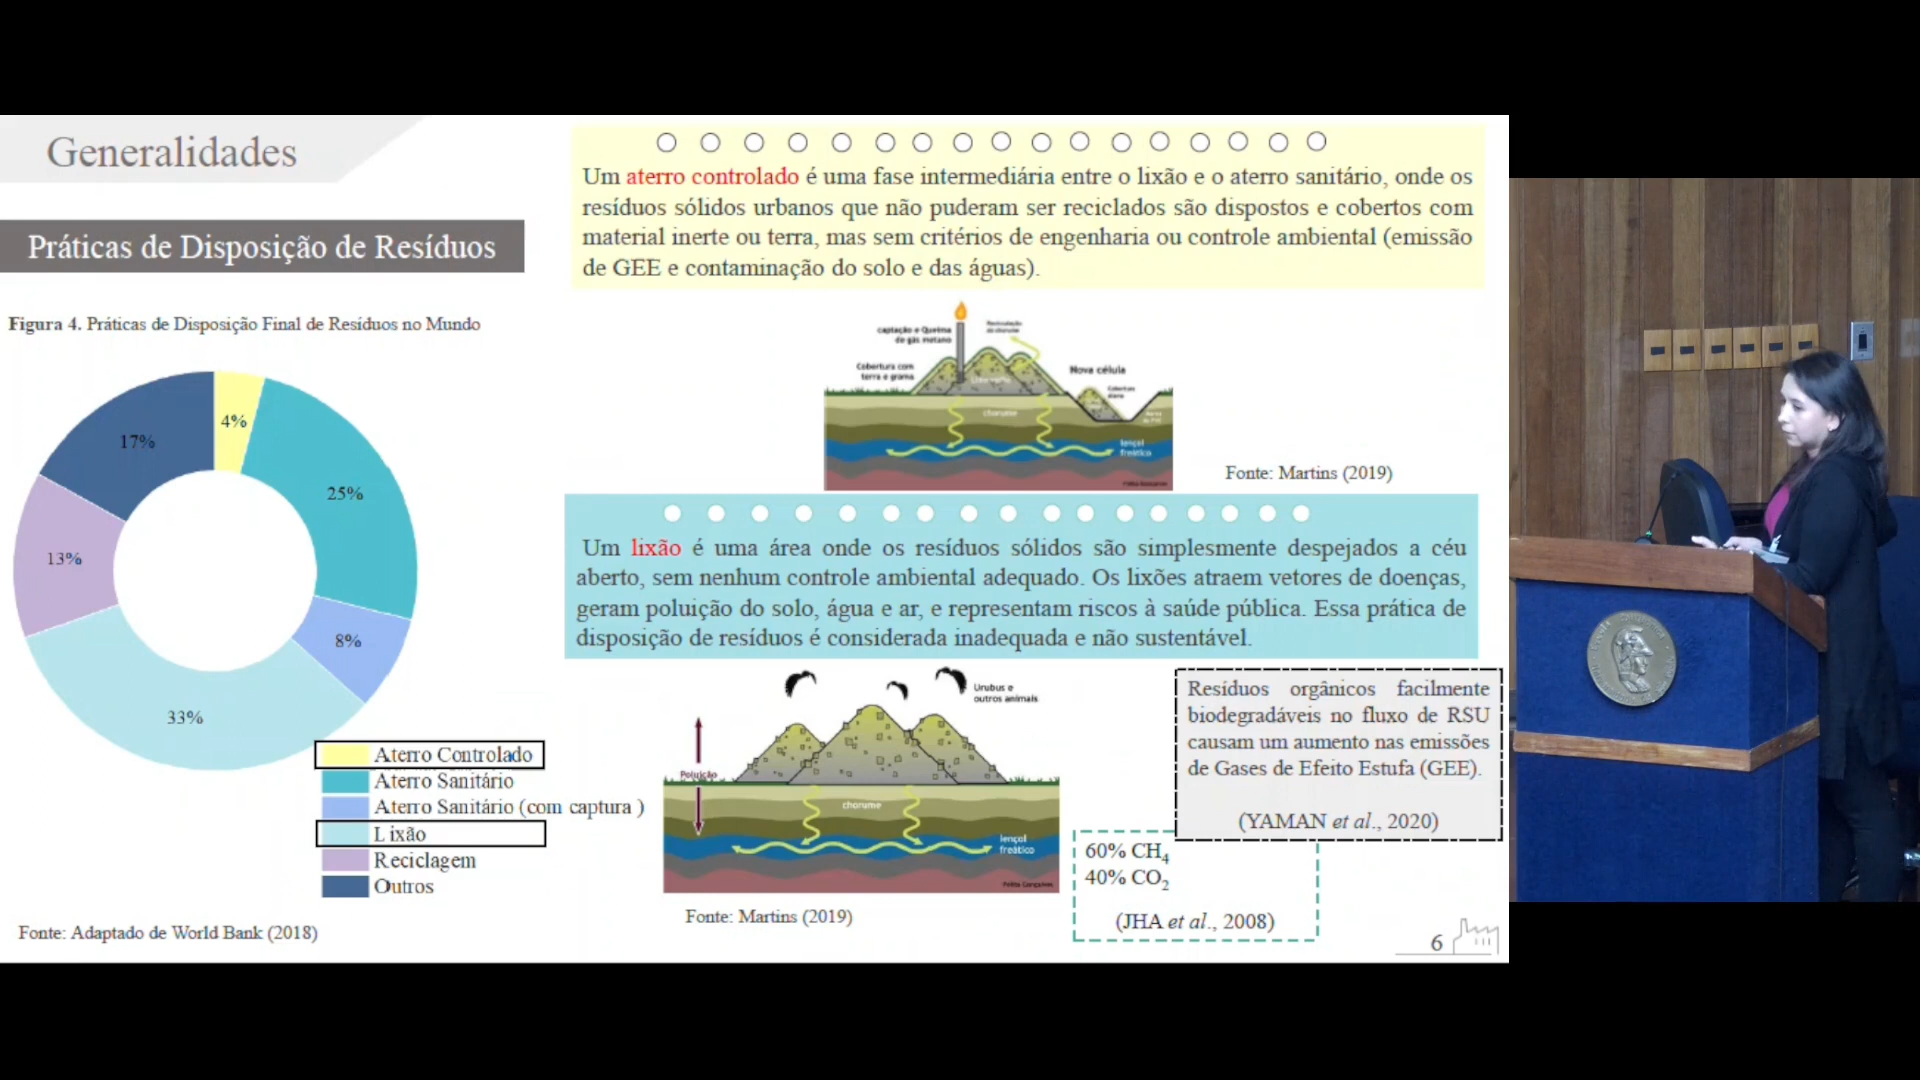 Generalidades
Práticas de Disposição de Resíduos
Figura 4. Práticas de Disposição Final de Resíduos no Mundo
4%
17%
25%
13%
8%
33%
Aterro Controlado
Aterro Sanitário
Aterro Sanitário (com captura )
Lixão
Reciclagem
Outros
Fonte: Adaptado de World Bank (2018)
Um aterro controlado é uma fase intermediária entre o lixão e o aterro sanitário, onde os
resíduos sólidos urbanos que não puderam ser reciclados são dispostos e cobertos com
material inerte ou terra, mas sem critérios de engenharia ou controle ambiental (emissão
de GEE e contaminação do solo e das águas).
captação e Queima
de gás metano
Cobertura com
terra e grama
Nova célula
chorume
lençol
freático
Fonte: Martins (2019)
Um lixão é uma área onde os resíduos sólidos são simplesmente despejados a céu
aberto, sem nenhum controle ambiental adequado. Os lixões atraem vetores de doenças,
geram poluição do solo, água e ar, e representam riscos à saúde pública. Essa prática de
disposição de resíduos é considerada inadequada e não sustentável.
Urubus e
outros animais
Poluição
chorume
lençol
freático
Fonte: Martins (2019)
Resíduos orgânicos facilmente
biodegradáveis no fluxo de RSU
causam um aumento nas emissões
de Gases de Efeito Estufa (GEE).
(YAMAN et al., 2020)
60% CH₄
40% CO₂
(JHA et al., 2008)
6